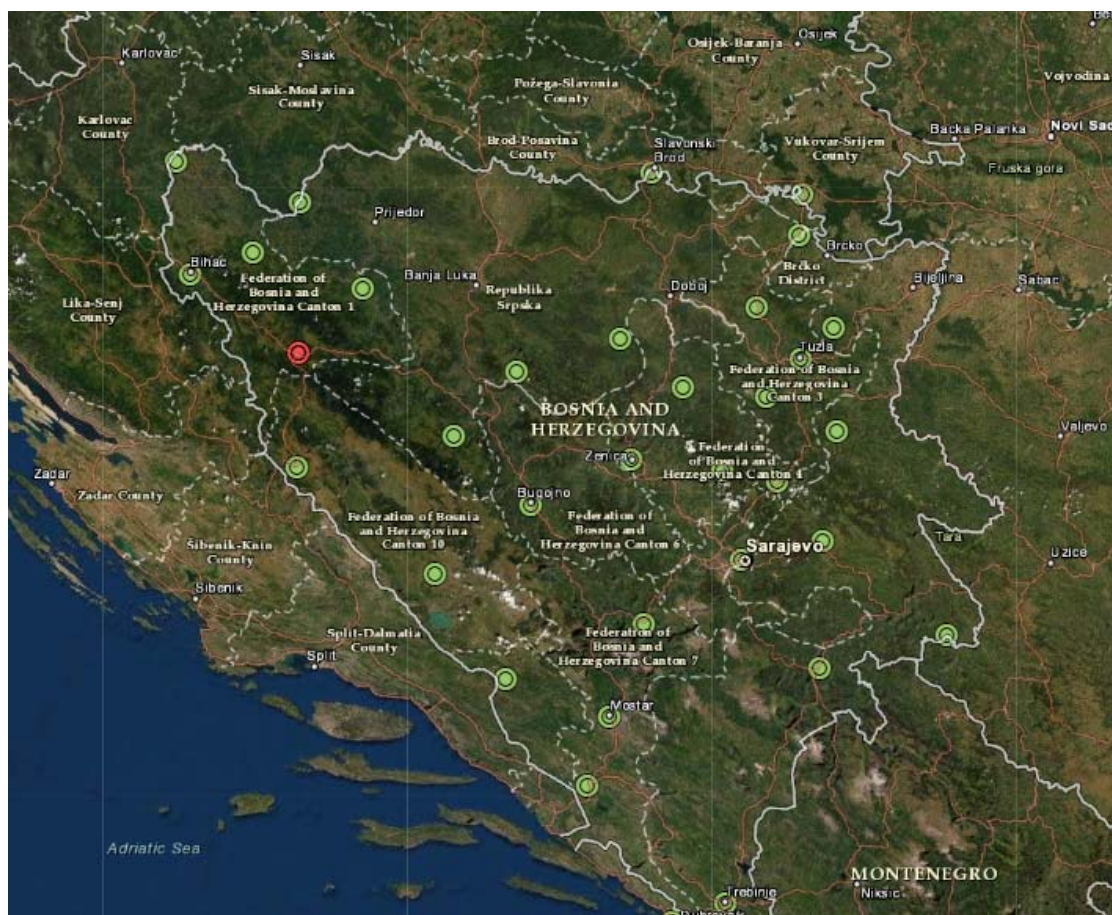 Karlovac
Sisak
Osijek-Baranja
County
Osijek
Vojvodina
Sisak-Moslavina
County
Požega-Slavonia
County
Karlovac
County
Brod-Posavina
County
Slavonski
Brod
Vukovar-Srijem
County
Backa Palanka
Novi Sad
Fruska gora
Prijedor
Bihac
Federation of
Bosnia and
Herzegovina Canton 1
Banja Luka
Republika
Srpska
Doboj
Brcko
Brčko
District
Bijeljina
Sabac
Lika-Senj
County
Tuzla
Federation of Bosnia
and Herzegovina
Canton 3
BOSNIA AND
HERZEGOVINA
Valjevo
Zenica
Federation
of Bosnia and
Herzegovina Canton 4
Zadar
Zadar County
Bugojno
Federation of Bosnia
and Herzegovina
Canton 10
Federation of
Bosnia and
Herzegovina Canton 6
Sarajevo
Tara
Uzice
Šibenik-Knin
County
Sibenik
Split-Dalmatia
County
Split
Federation of
Bosnia and
Herzegovina Canton 7
Mostar
Adriatic Sea
MONTENEGRO
Niksic
Trebinje
Dubrovnik